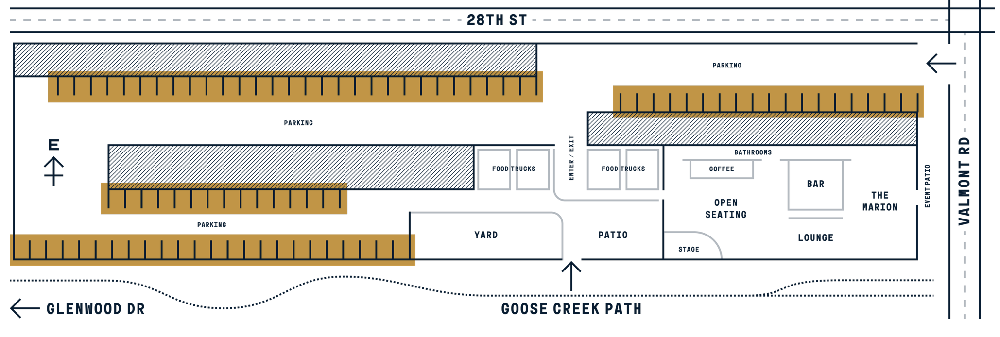 28TH ST
PARKING
PARKING
E
ENTER / EXIT
BATHROOMS
FOOD TRUCKS
FOOD TRUCKS
COFFEE
BAR
EVENT PATIO
VALMONT RD
THE
MARION
OPEN
SEATING
PARKING
YARD
PATIO
LOUNGE
STAGE
GLENWOOD DR
GOOSE CREEK PATH